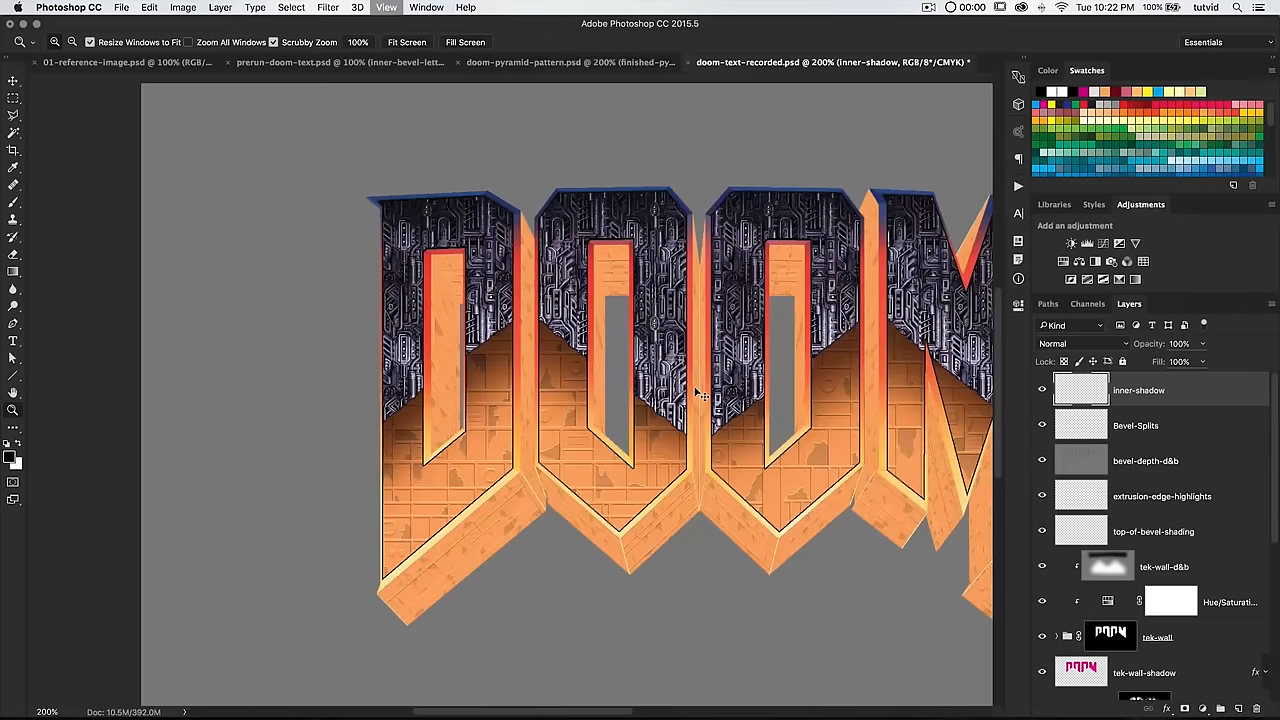 Photoshop CC File Edit Image Layer Type Select Filter 3D View Window Help 00:00 Tue 10:22 PM 100% tutvid
Adobe Photoshop CC 2015.5
Resize Windows to Fit Zoom All Windows Scrubby Zoom 100% Fit Screen Fill Screen Essentials
01-reference-image.psd @ 100% (RGB/... prerun-doom-text.psd @ 100% (inner-bevel-lett... doom-pyramid-pattern.psd @ 200% (finished-py... doom-text-recorded.psd @ 200% (inner-shadow, RGB/8*/CMYK) *
Color Swatches
Libraries Styles Adjustments
Add an adjustment
Paths Channels Layers
Kind
Normal Opacity: 100%
Lock: Fill: 100%
inner-shadow
Bevel-Splits
bevel-depth-d&b
extrusion-edge-highlights
top-of-bevel-shading
tek-wall-d&b
Hue/Saturati...
tek-wall
tek-wall-shadow fx
200% Doc: 10.5M/392.0M